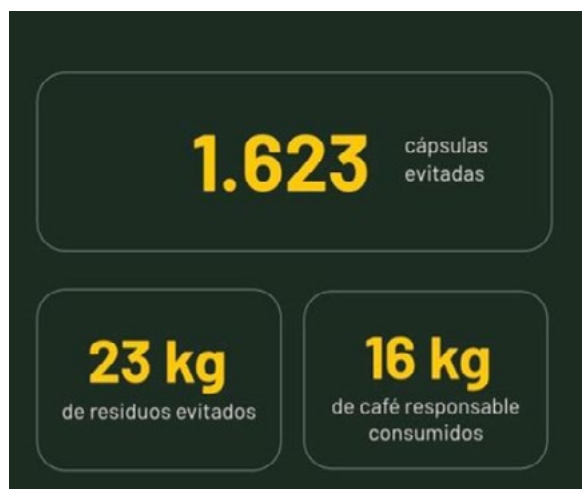 1.623
cápsulas
evitadas
23 kg
de residuos evitados
16 kg
de café responsable
consumidos